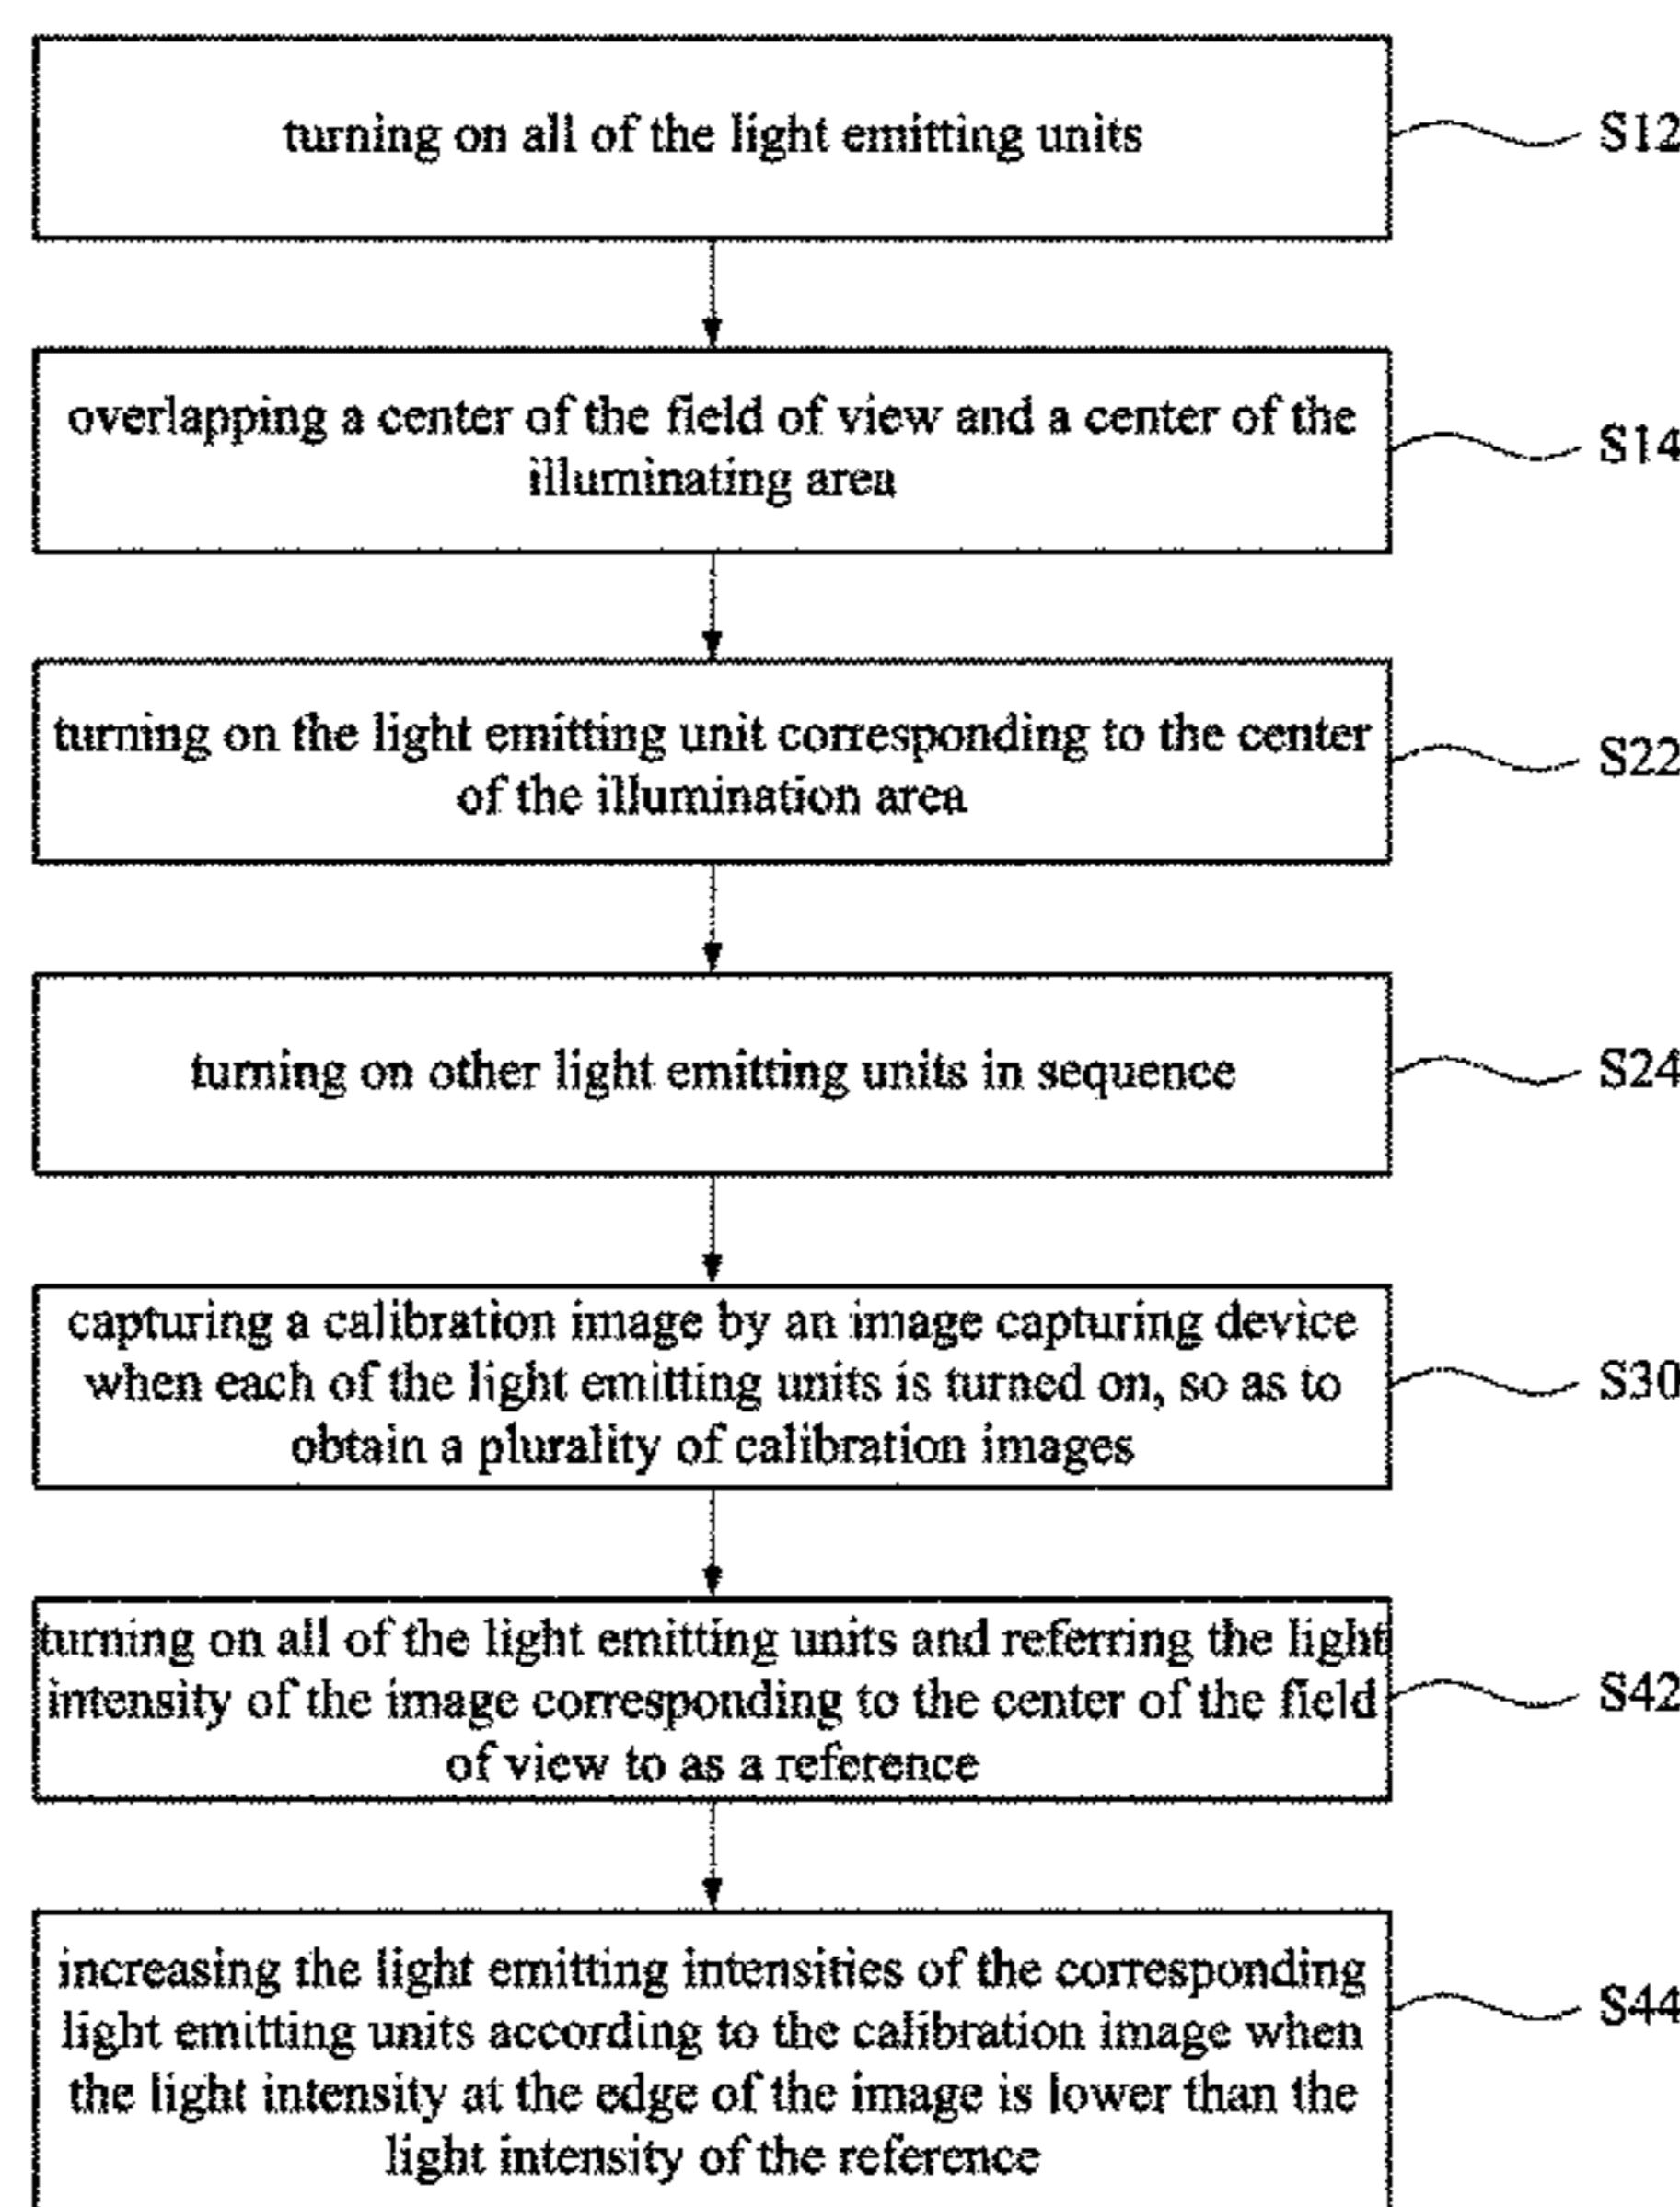 turning on all of the light emitting units
S12
overlapping a center of the field of view and a center of the
illuminating area
S14
turning on the light emitting unit corresponding to the center
of the illumination area
S22
turning on other light emitting units in sequence
S24
capturing a calibration image by an image capturing device
when each of the light emitting units is turned on, so as to
obtain a plurality of calibration images
S30
turning on all of the light emitting units and referring the light
intensity of the image corresponding to the center of the field
of view to as a reference
S42
increasing the light emitting intensities of the corresponding
light emitting units according to the calibration image when
the light intensity at the edge of the image is lower than the
light intensity of the reference
S44